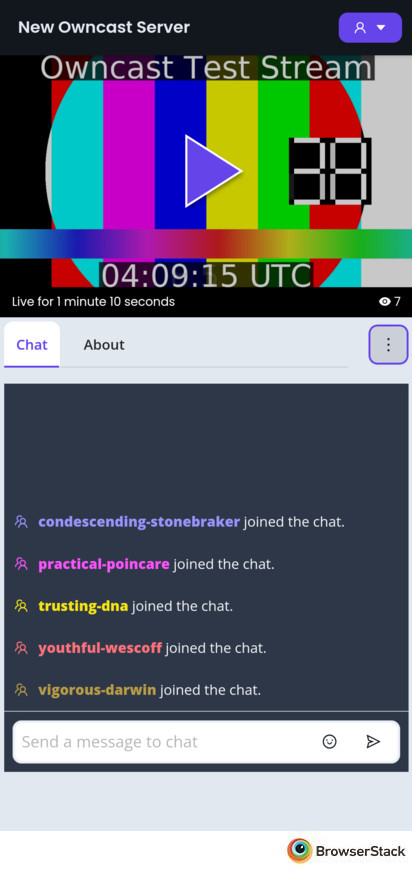 New Owncast Server
Owncast Test Stream
04:09:15 UTC
Live for 1 minute 10 seconds
7
Chat
About
condescending-stonebraker joined the chat.
practical-poincare joined the chat.
trusting-dna joined the chat.
youthful-wescoff joined the chat.
vigorous-darwin joined the chat.
Send a message to chat
BrowserStack